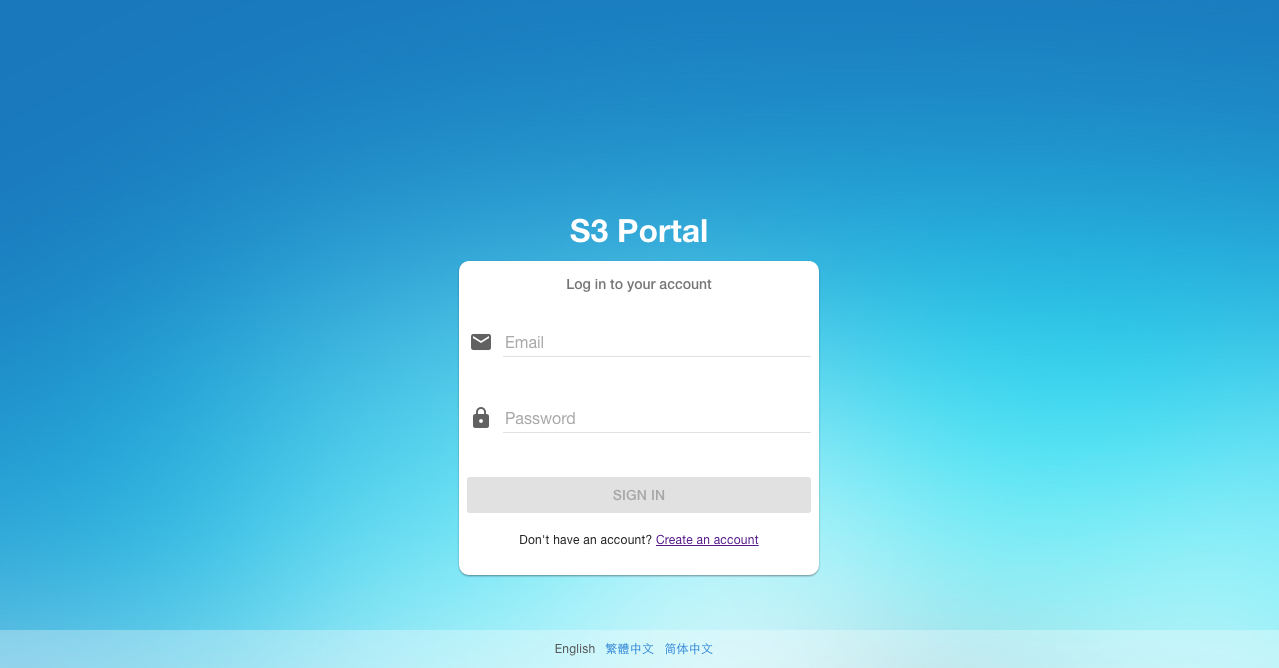 S3 Portal
Log in to your account
Email
Password
SIGN IN
Don't have an account? Create an account
English 繁體中文 简体中文